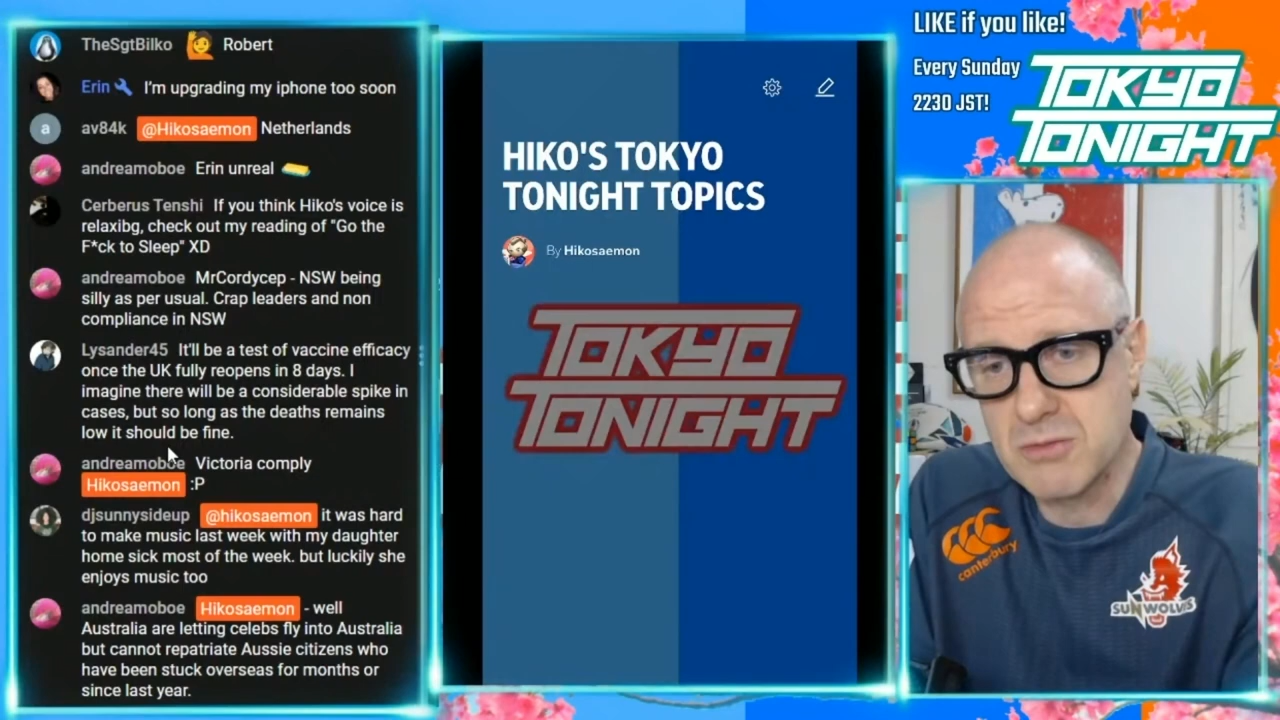 TheSgtBilko 🙋 Robert
Erin I'm upgrading my iphone too soon
a av84k @Hikosaemon Netherlands
andreamoboe Erin unreal
Cerberus Tenshi If you think Hiko's voice is
relaxibg, check out my reading of "Go the
F*ck to Sleep" XD
andreamoboe MrCordycep - NSW being
silly as per usual. Crap leaders and non
compliance in NSW
Lysander45 It'll be a test of vaccine efficacy
once the UK fully reopens in 8 days. I
imagine there will be a considerable spike in
cases, but so long as the deaths remains
low it should be fine.
andreamoboe Victoria comply
Hikosaemon :P
djsunnysideup @hikosaemon it was hard
to make music last week with my daughter
home sick most of the week. but luckily she
enjoys music too
andreamoboe Hikosaemon - well
Australia are letting celebs fly into Australia
but cannot repatriate Aussie citizens who
have been stuck overseas for months or
since last year.
HIKO'S TOKYO
TONIGHT TOPICS
By Hikosaemon
TOKYO
TONIGHT
LIKE if you like!
Every Sunday
2230 JST!
TOKYO
TONIGHT
canterbury
SUNWOLVES